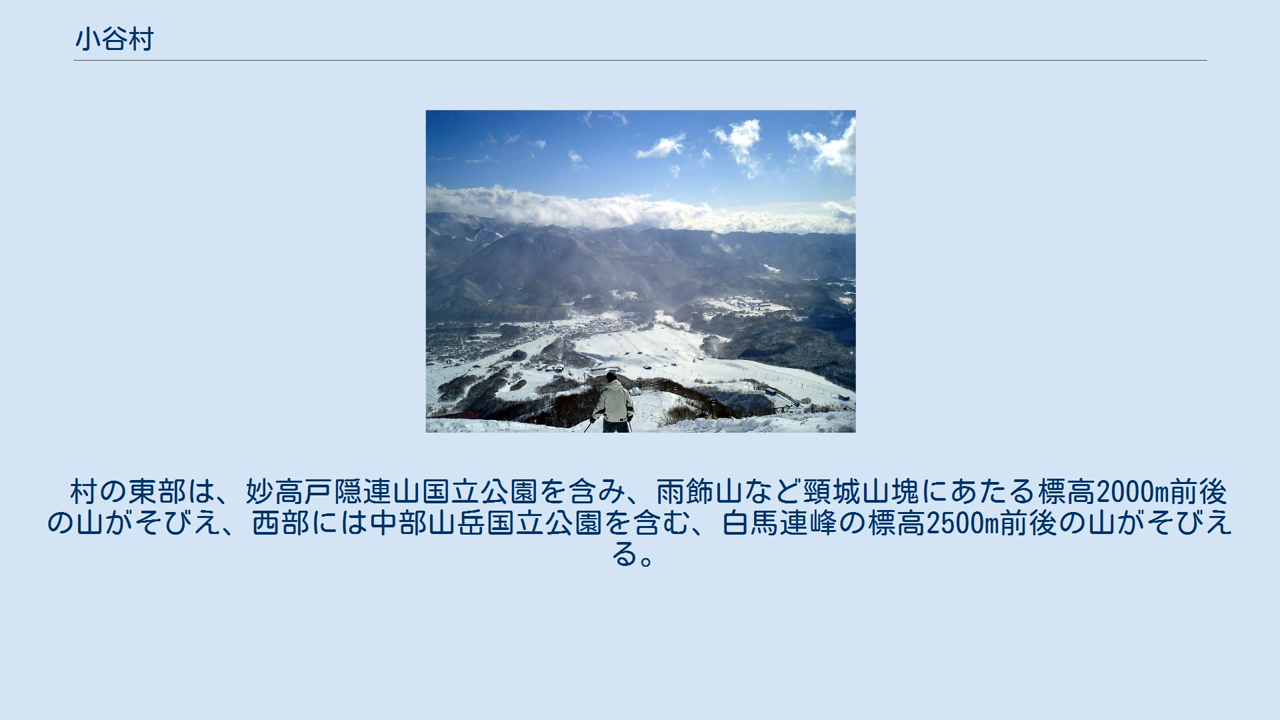 小谷村
村の東部は、妙高戸隠連山国立公園を含み、雨飾山など頸城山塊にあたる標高2000m前後
の山がそびえ、西部には中部山岳国立公園を含む、白馬連峰の標高2500m前後の山がそびえ
る。